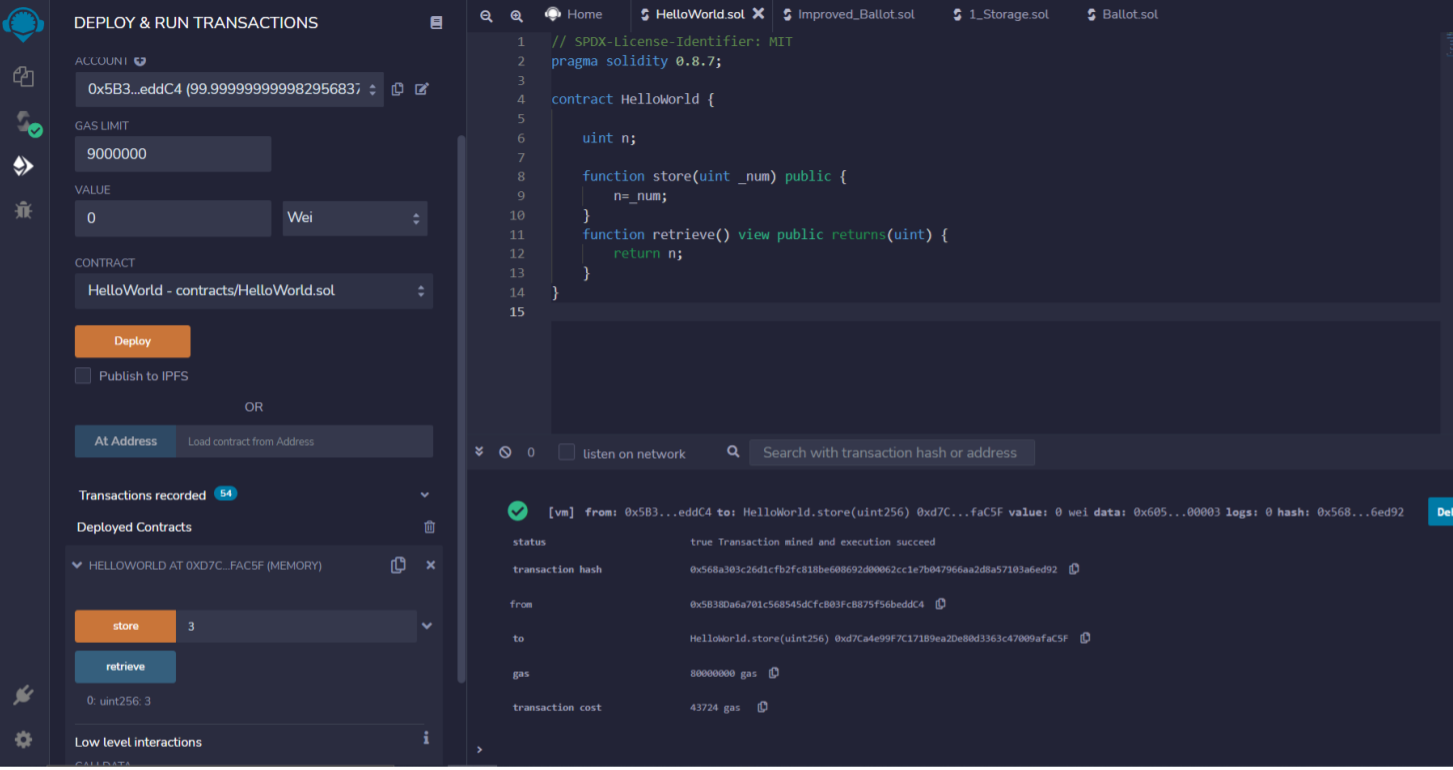 DEPLOY & RUN TRANSACTIONS
ACCOUNT
0x5B3...eddC4 (99.9999999998295683
GAS LIMIT
9000000
VALUE
0
Wei
CONTRACT
HelloWorld - contracts/HelloWorld.sol
Deploy
Publish to IPFS
OR
At Address Load contract from Address
Transactions recorded 54
Deployed Contracts
HELLOWORLD AT 0XD7C...FAC5F (MEMORY)
store 3
retrieve
0: uint256: 3
Low level interactions
CALLDATA
Home HelloWorld.sol Improved_Ballot.sol 1_Storage.sol Ballot.sol
1 // SPDX-License-Identifier: MIT
2 pragma solidity 0.8.7;
3
4 contract HelloWorld {
5
6 uint n;
7
8 function store(uint _num) public {
9 n=_num;
10 }
11 function retrieve() view public returns(uint) {
12 return n;
13 }
14 }
15
0 listen on network Search with transaction hash or address
[vm] from: 0x5B3...eddC4 to: HelloWorld.store(uint256) 0xd7C...faC5F value: 0 wei data: 0x605...00003 logs: 0 hash: 0x568...6ed92
status true Transaction mined and execution succeed
transaction hash 0x568a303c26d1cfb2fc818be608692d00062cc1e7b047966aa2d8a57103a6ed92
from 0x5B38Da6a701c568545dCfcB03FcB875f56beddC4
to HelloWorld.store(uint256) 0xd7Ca4e99F7C171B9ea2De80d3363c47009afaC5F
gas 80000000 gas
transaction cost 43724 gas
>